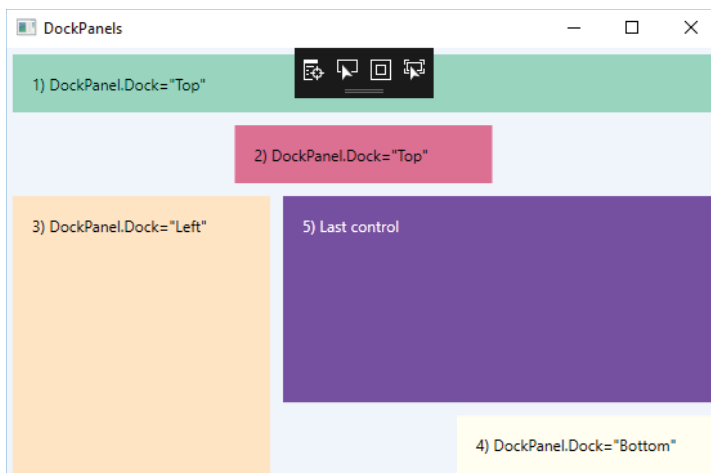 DockPanels
1) DockPanel.Dock="Top"
2) DockPanel.Dock="Top"
3) DockPanel.Dock="Left"
5) Last control
4) DockPanel.Dock="Bottom"